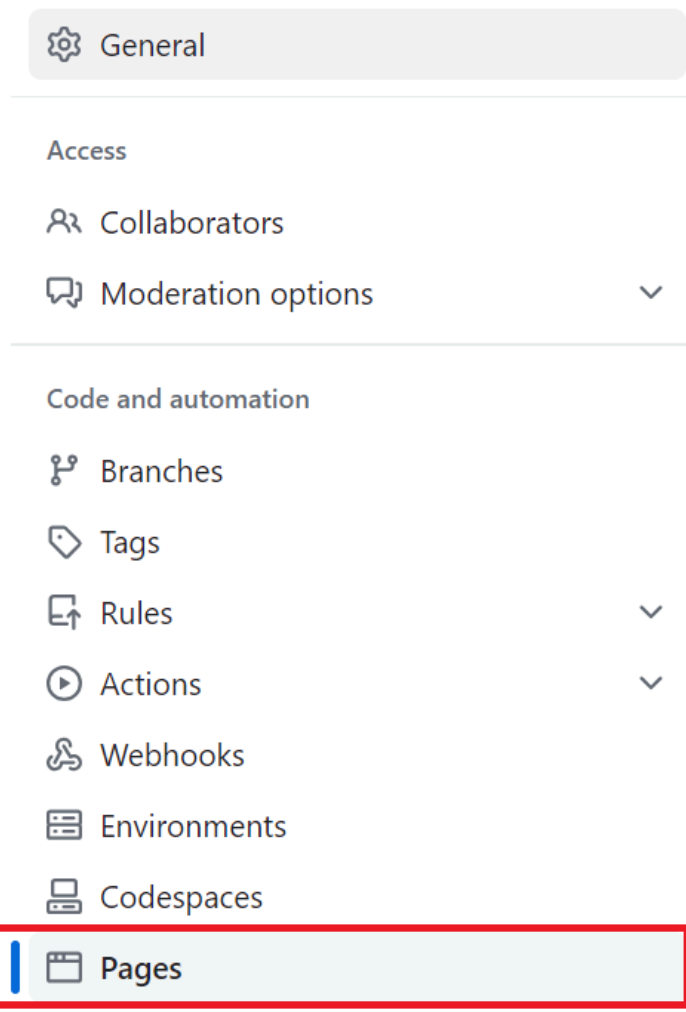 General
Access
Collaborators
Moderation options
Code and automation
Branches
Tags
Rules
Actions
Webhooks
Environments
Codespaces
Pages